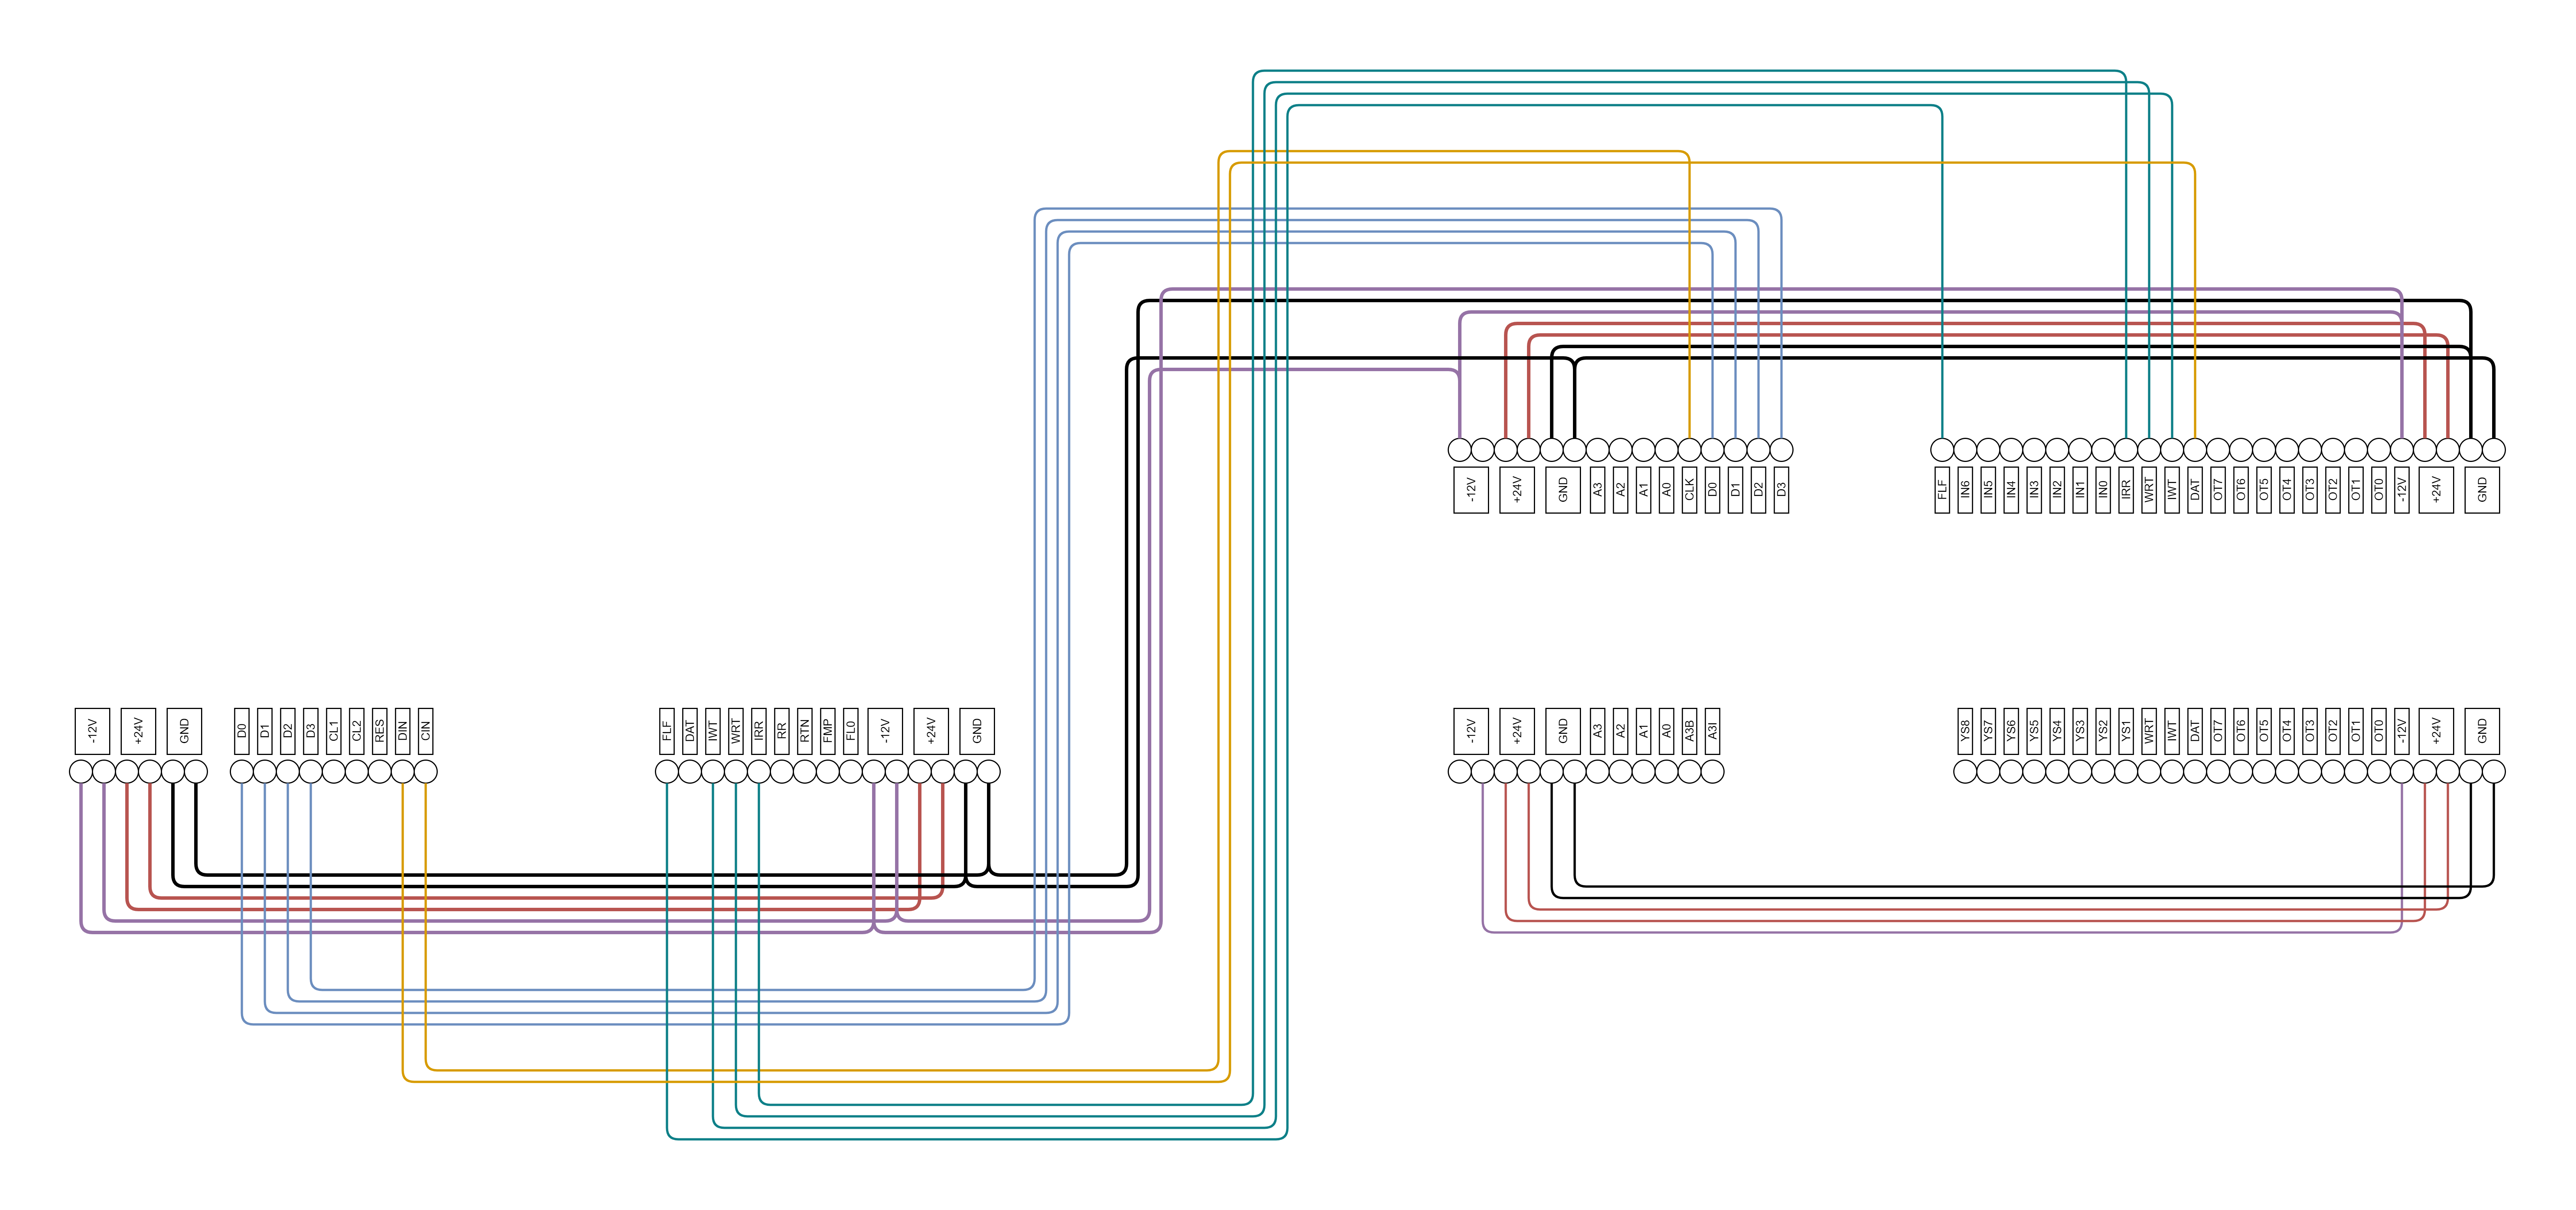 -12V +24V GND A3 A2 A1 A0 CLK D0 D1 D2 D3
FLF IN6 IN5 IN4 IN3 IN2 IN1 IN0 IRR WRT IWT DAT OT7 OT6 OT5 OT4 OT3 OT2 OT1 OT0 -12V +24V GND
-12V +24V GND
D0 D1 D2 D3 CL1 CL2 RES DIN CIN
FLF DAT IWT WRT IRR RR RTN FMP FL0 -12V +24V GND
-12V +24V GND A3 A2 A1 A0 A3B A3I
YS8 YS7 YS6 YS5 YS4 YS3 YS2 YS1 WRT IWT DAT OT7 OT6 OT5 OT4 OT3 OT2 OT1 OT0 -12V +24V GND